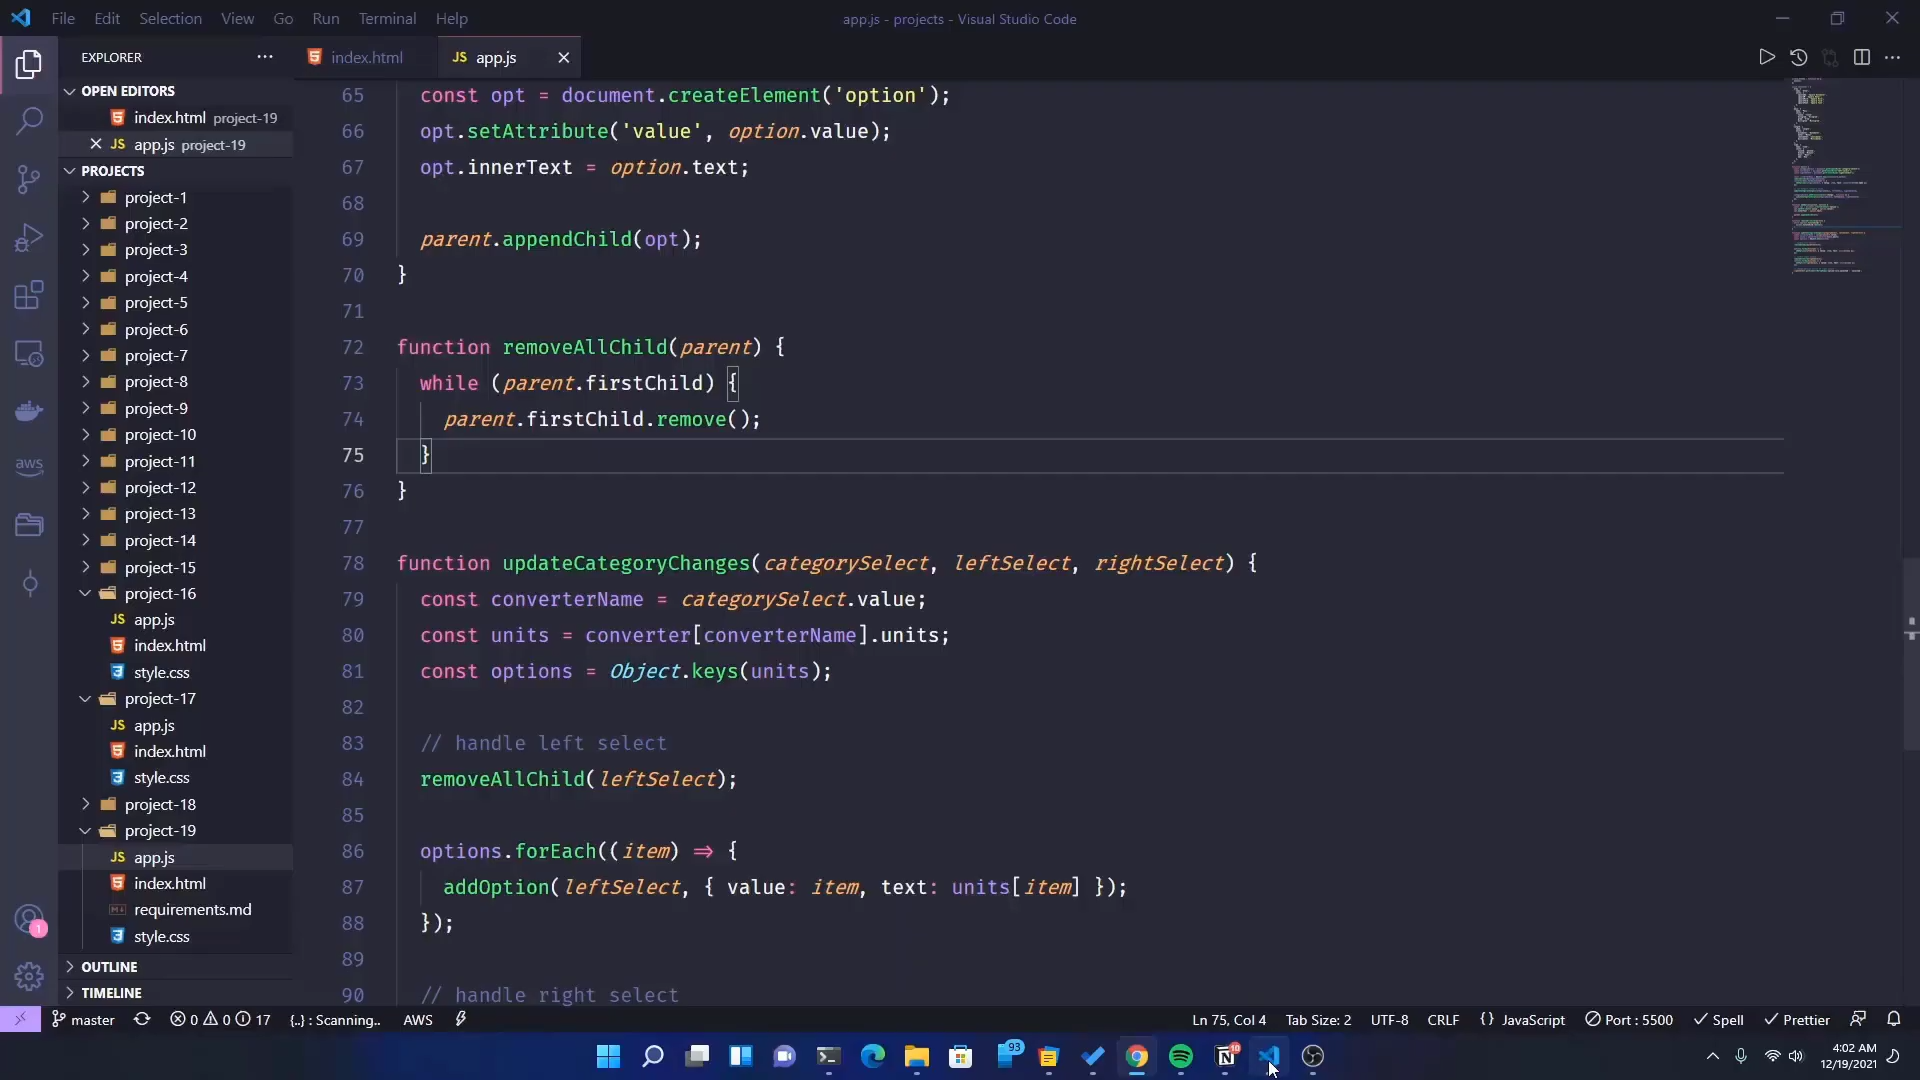 File Edit Selection View Go Run Terminal Help
app.js - projects - Visual Studio Code
EXPLORER
index.html
JS app.js
OPEN EDITORS
index.html project-19
JS app.js project-19
PROJECTS
project-1
project-2
project-3
project-4
project-5
project-6
project-7
project-8
project-9
project-10
project-11
project-12
project-13
project-14
project-15
project-16
JS app.js
index.html
style.css
project-17
JS app.js
index.html
style.css
project-18
project-19
JS app.js
index.html
requirements.md
style.css
OUTLINE
TIMELINE
aws
1
65 const opt = document.createElement('option');
66 opt.setAttribute('value', option.value);
67 opt.innerText = option.text;
68
69 parent.appendChild(opt);
70 }
71
72 function removeAllChild(parent) {
73 while (parent.firstChild) {
74 parent.firstChild.remove();
75 }
76 }
77
78 function updateCategoryChanges(categorySelect, leftSelect, rightSelect) {
79 const converterName = categorySelect.value;
80 const units = converter[converterName].units;
81 const options = Object.keys(units);
82
83 // handle left select
84 removeAllChild(leftSelect);
85
86 options.forEach((item) ⇒ {
87 addOption(leftSelect, { value: item, text: units[item] });
88 });
89
90 // handle right select
master 0 0 17 {..} : Scanning.. AWS
Ln 75, Col 4 Tab Size: 2 UTF-8 CRLF {} JavaScript Port : 5500 Spell Prettier
93
10
4:02 AM
12/19/2021